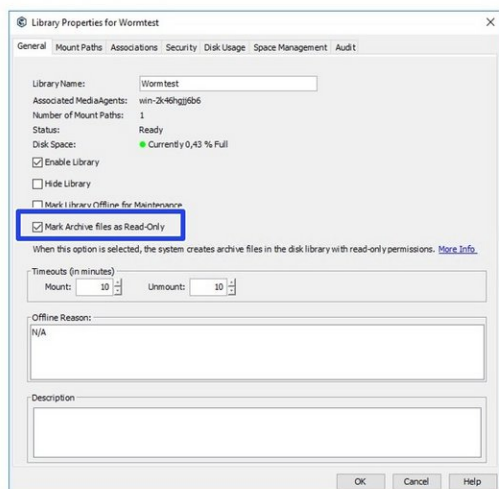 Library Properties for Wormtest
General Mount Paths Associations Security Disk Usage Space Management Audit
Library Name: Wormtest
Associated MediaAgents: win-2k46hgjj6b6
Number of Mount Paths: 1
Status: Ready
Disk Space: Currently 0,43 % Full
Enable Library
Hide Library
Mark Library Offline for Maintenance
Mark Archive files as Read-Only
When this option is selected, the system creates archive files in the disk library with read-only permissions. More Info
Timeouts (in minutes)
Mount: 10 Unmount: 10
Offline Reason:
N/A
Description
OK Cancel Help